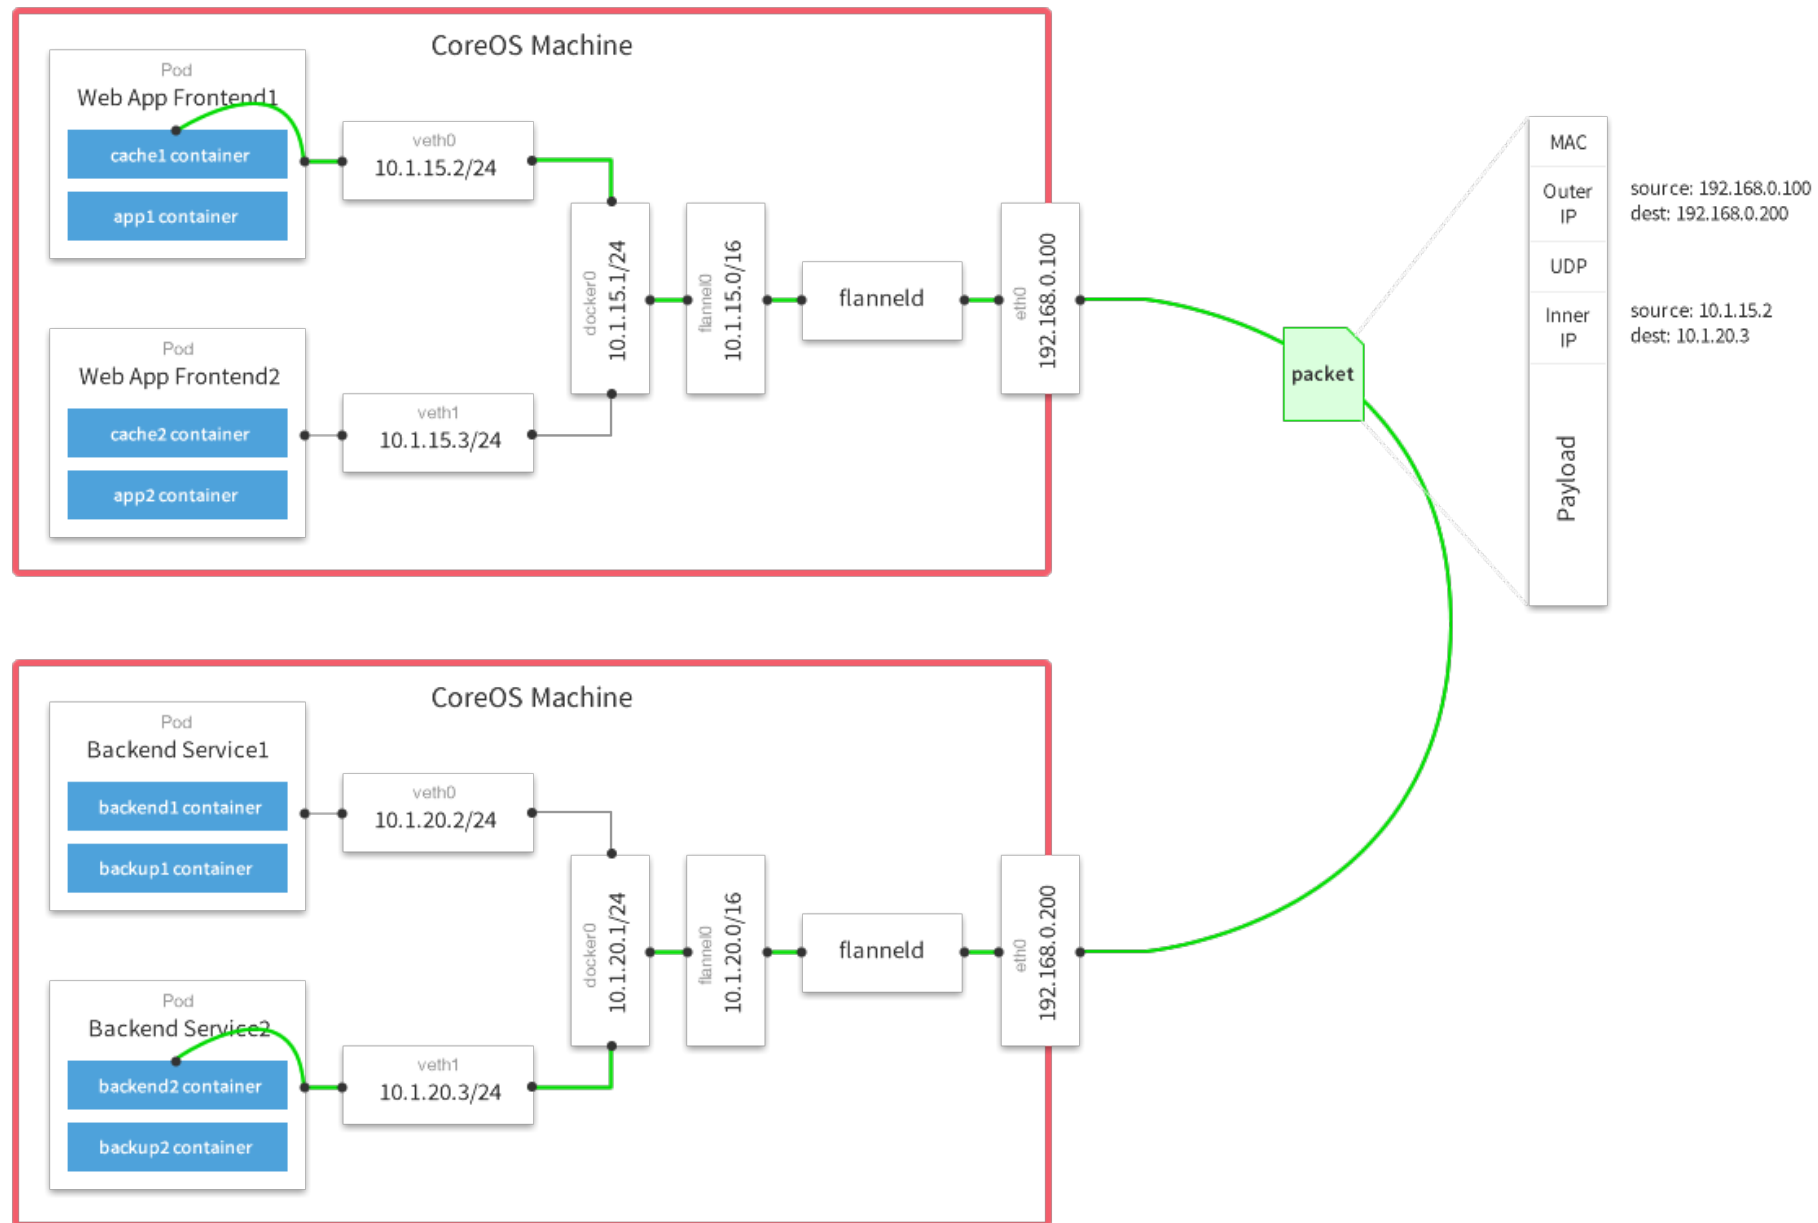 CoreOS Machine
Pod
Web App Frontend1
cache1 container
app1 container
veth0
10.1.15.2/24
Pod
Web App Frontend2
cache2 container
app2 container
veth1
10.1.15.3/24
docker0
10.1.15.1/24
flannel0
10.1.15.0/16
flanneld
eth0
192.168.0.100
packet
MAC
Outer
IP
source: 192.168.0.100
dest: 192.168.0.200
UDP
Inner
IP
source: 10.1.15.2
dest: 10.1.20.3
Payload
CoreOS Machine
Pod
Backend Service1
backend1 container
backup1 container
veth0
10.1.20.2/24
Pod
Backend Service2
backend2 container
backup2 container
veth1
10.1.20.3/24
docker0
10.1.20.1/24
flannel0
10.1.20.0/16
flanneld
eth0
192.168.0.200